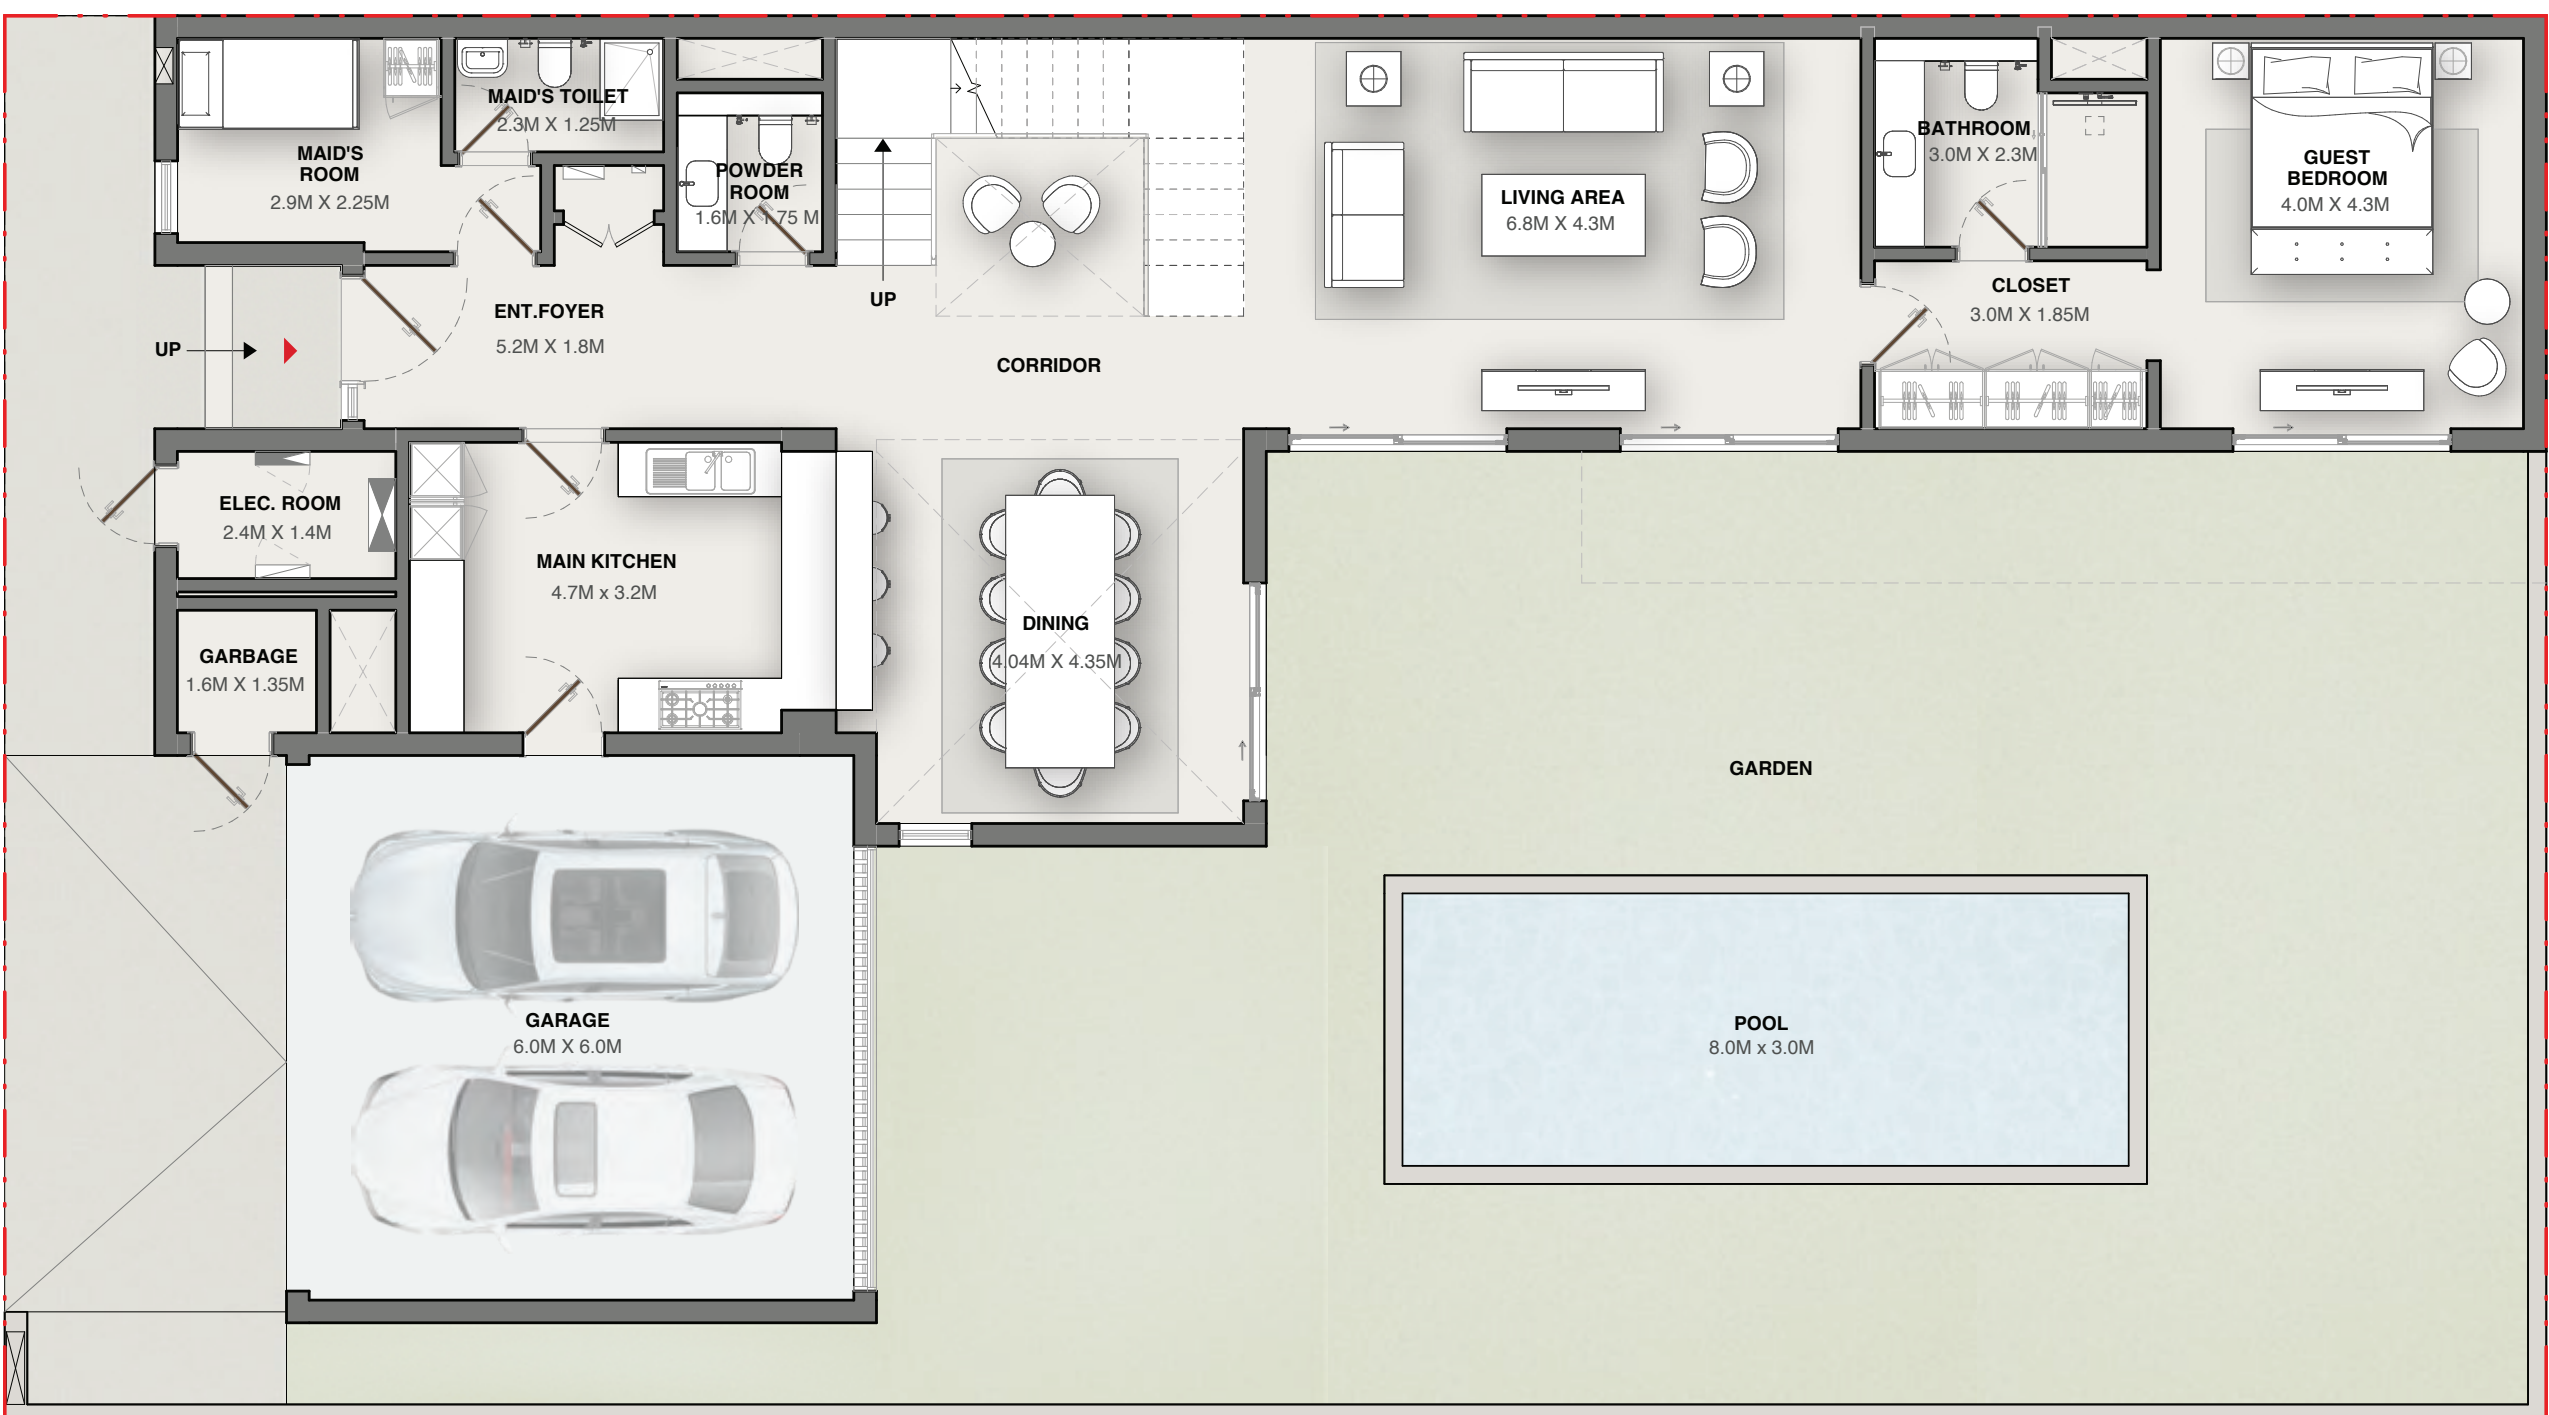 MAID'S
ROOM
2.9M X 2.25M
MAID'S TOILET
2.3M X 1.25M
POWDER
ROOM
1.6M X 1.75 M
UP
LIVING AREA
6.8M X 4.3M
BATHROOM
3.0M X 2.3M
GUEST
BEDROOM
4.0M X 4.3M
CLOSET
3.0M X 1.85M
UP
ENT.FOYER
5.2M X 1.8M
CORRIDOR
ELEC. ROOM
2.4M X 1.4M
MAIN KITCHEN
4.7M x 3.2M
DINING
4.04M X 4.35M
GARBAGE
1.6M X 1.35M
GARDEN
GARAGE
6.0M X 6.0M
POOL
8.0M x 3.0M